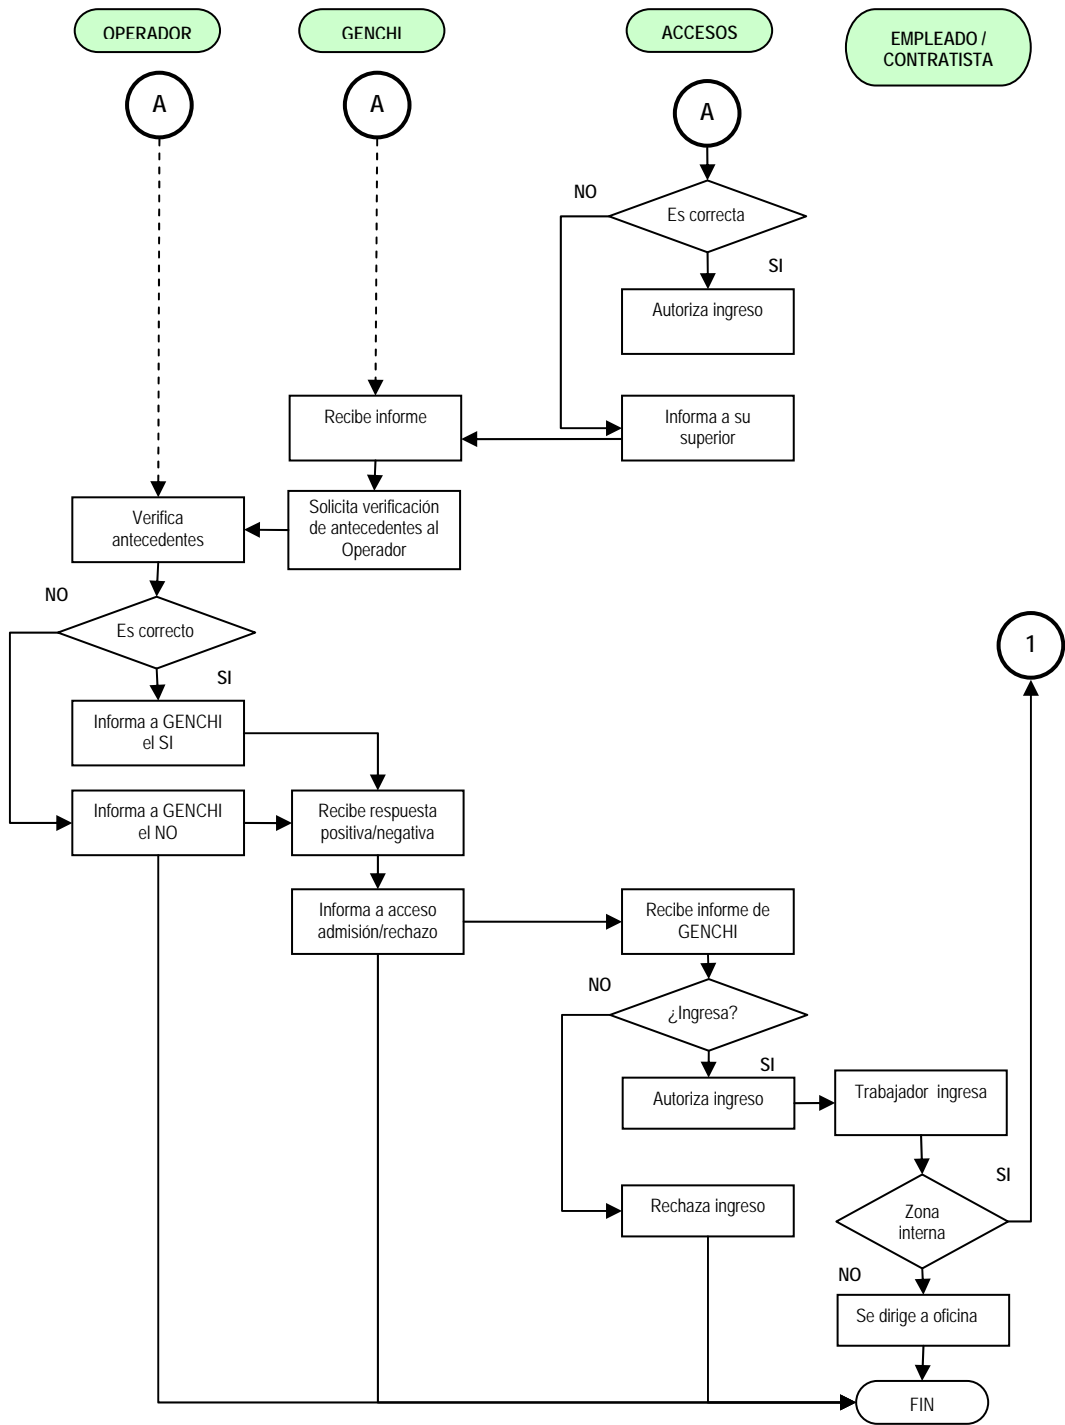 OPERADOR
GENCHI
ACCESOS
EMPLEADO /
CONTRATISTA
A
A
A
NO
Es correcta
SI
Autoriza ingreso
Recibe informe
Informa a su
superior
Solicita verificación
de antecedentes al
Operador
Verifica
antecedentes
NO
Es correcto
SI
1
Informa a GENCHI
el SI
Informa a GENCHI
el NO
Recibe respuesta
positiva/negativa
Informa a acceso
admisión/rechazo
Recibe informe de
GENCHI
NO
¿Ingresa?
SI
Autoriza ingreso
Trabajador ingresa
SI
Rechaza ingreso
Zona
interna
NO
Se dirige a oficina
FIN